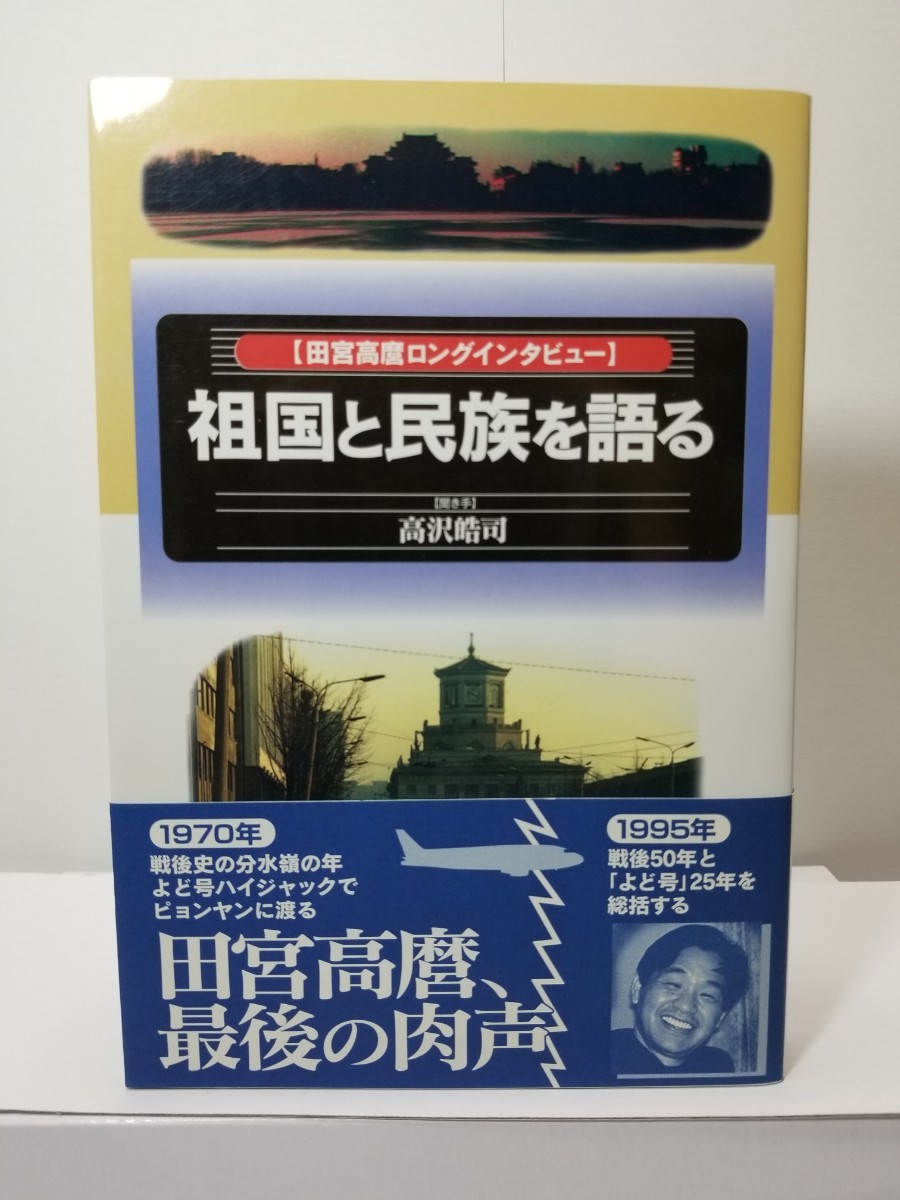 【田宮高麿ロングインタビュー】
祖国と民族を語る
【聞き手】
高沢皓司
1970年
戦後史の分水嶺の年
よど号ハイジャックで
ピョンヤンに渡る
1995年
戦後50年と
「よど号」25年を
総括する
田宮高麿、
最後の肉声